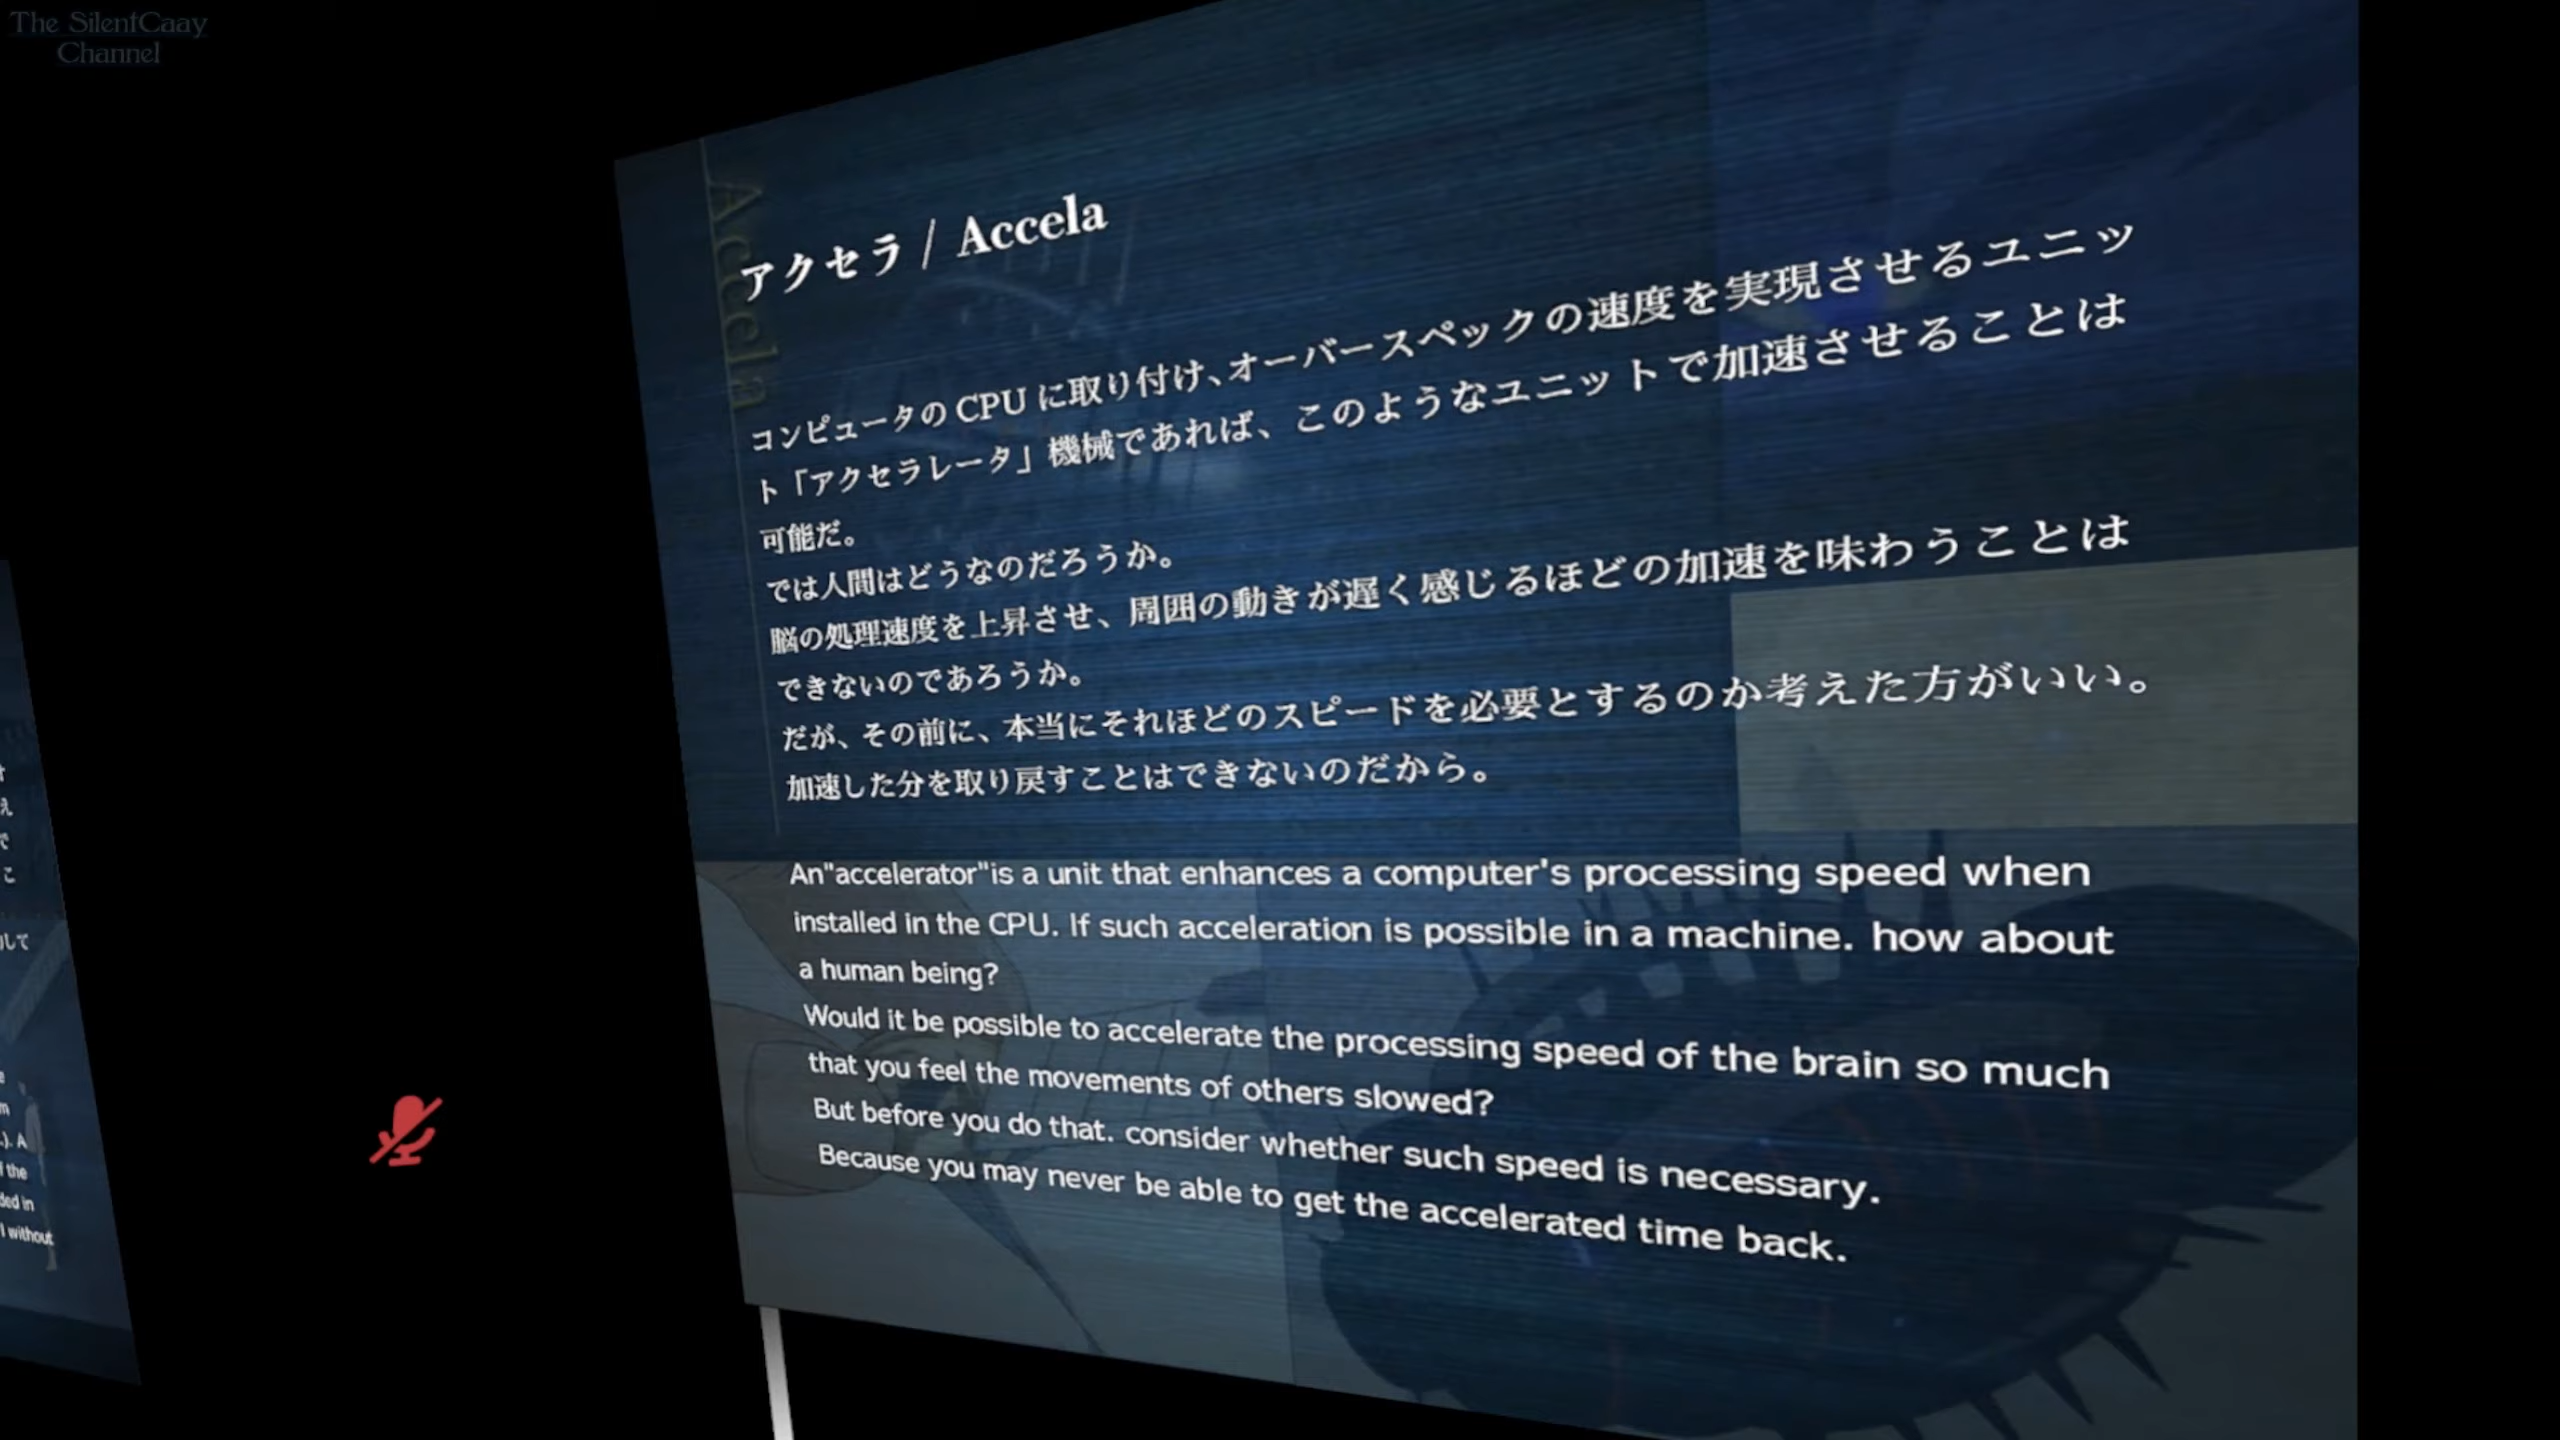 The SilentCaay
Channel
Accela
アクセラ / Accela
コンピュータの CPU に取り付け、オーバースペックの速度を実現させるユニッ
ト「アクセラレータ」機械であれば、このようなユニットで加速させることは
可能だ。
では人間はどうなのだろうか。
脳の処理速度を上昇させ、周囲の動きが遅く感じるほどの加速を味わうことは
できないのであろうか。
だが、その前に、本当にそれほどのスピードを必要とするのか考えた方がいい。
加速した分を取り戻すことはできないのだから。
An"accelerator"is a unit that enhances a computer's processing speed when
installed in the CPU. If such acceleration is possible in a machine. how about
a human being?
Would it be possible to accelerate the processing speed of the brain so much
that you feel the movements of others slowed?
But before you do that. consider whether such speed is necessary.
Because you may never be able to get the accelerated time back.
え
で
こ
して
). A
the
ded in
without